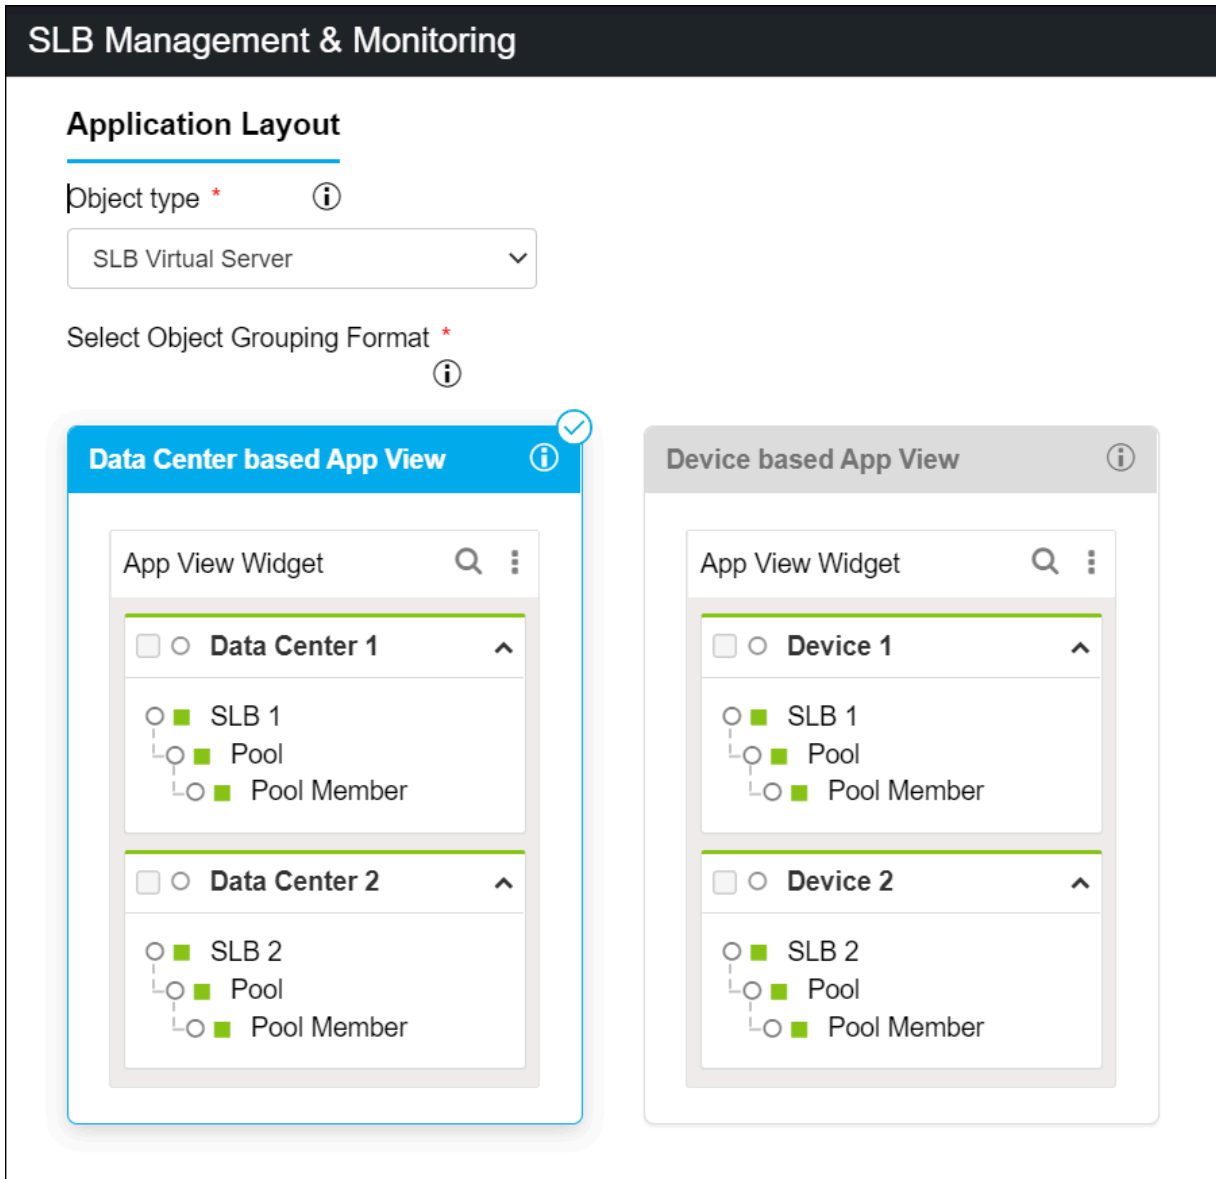 SLB Management & Monitoring
Application Layout
Object type *
SLB Virtual Server
Select Object Grouping Format *
Data Center based App View
App View Widget
Data Center 1
SLB 1
Pool
Pool Member
Data Center 2
SLB 2
Pool
Pool Member
Device based App View
App View Widget
Device 1
SLB 1
Pool
Pool Member
Device 2
SLB 2
Pool
Pool Member